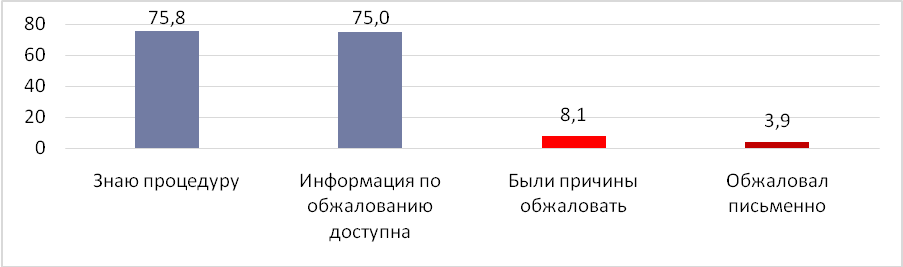 80
60
40
20
0
75,8
75,0
8,1
3,9
Знаю процедуру
Информация по
обжалованию
доступна
Были причины
обжаловать
Обжаловал
письменно